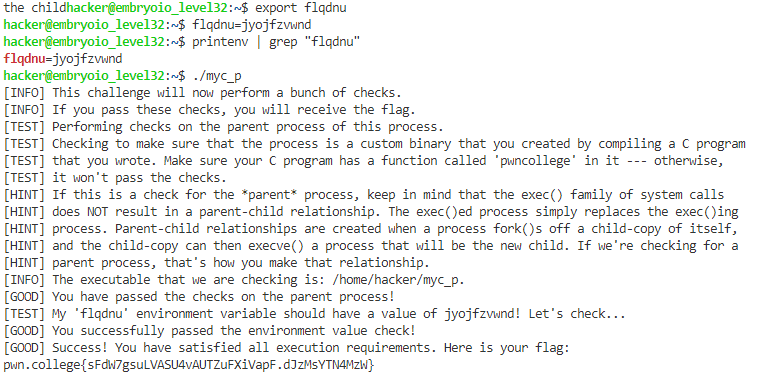 the childhacker@embryoio_level32:~$ export flqdnu
hacker@embryoio_level32:~$ flqdnu=jyojfzvwnd
hacker@embryoio_level32:~$ printenv | grep "flqdnu"
flqdnu=jyojfzvwnd
hacker@embryoio_level32:~$ ./myc_p
[INFO] This challenge will now perform a bunch of checks.
[INFO] If you pass these checks, you will receive the flag.
[TEST] Performing checks on the parent process of this process.
[TEST] Checking to make sure that the process is a custom binary that you created by compiling a C program
[TEST] that you wrote. Make sure your C program has a function called 'pwncollege' in it --- otherwise,
[TEST] it won't pass the checks.
[HINT] If this is a check for the *parent* process, keep in mind that the exec() family of system calls
[HINT] does NOT result in a parent-child relationship. The exec()ed process simply replaces the exec()ing
[HINT] process. Parent-child relationships are created when a process fork()s off a child-copy of itself,
[HINT] and the child-copy can then execve() a process that will be the new child. If we're checking for a
[HINT] parent process, that's how you make that relationship.
[INFO] The executable that we are checking is: /home/hacker/myc_p.
[GOOD] You have passed the checks on the parent process!
[TEST] My 'flqdnu' environment variable should have a value of jyojfzvwnd! Let's check...
[GOOD] You successfully passed the environment value check!
[GOOD] Success! You have satisfied all execution requirements. Here is your flag:
pwn.college{sFdW7gsuLVASU4vAUTZuFXiVapF.dJzMsYTN4MzW}